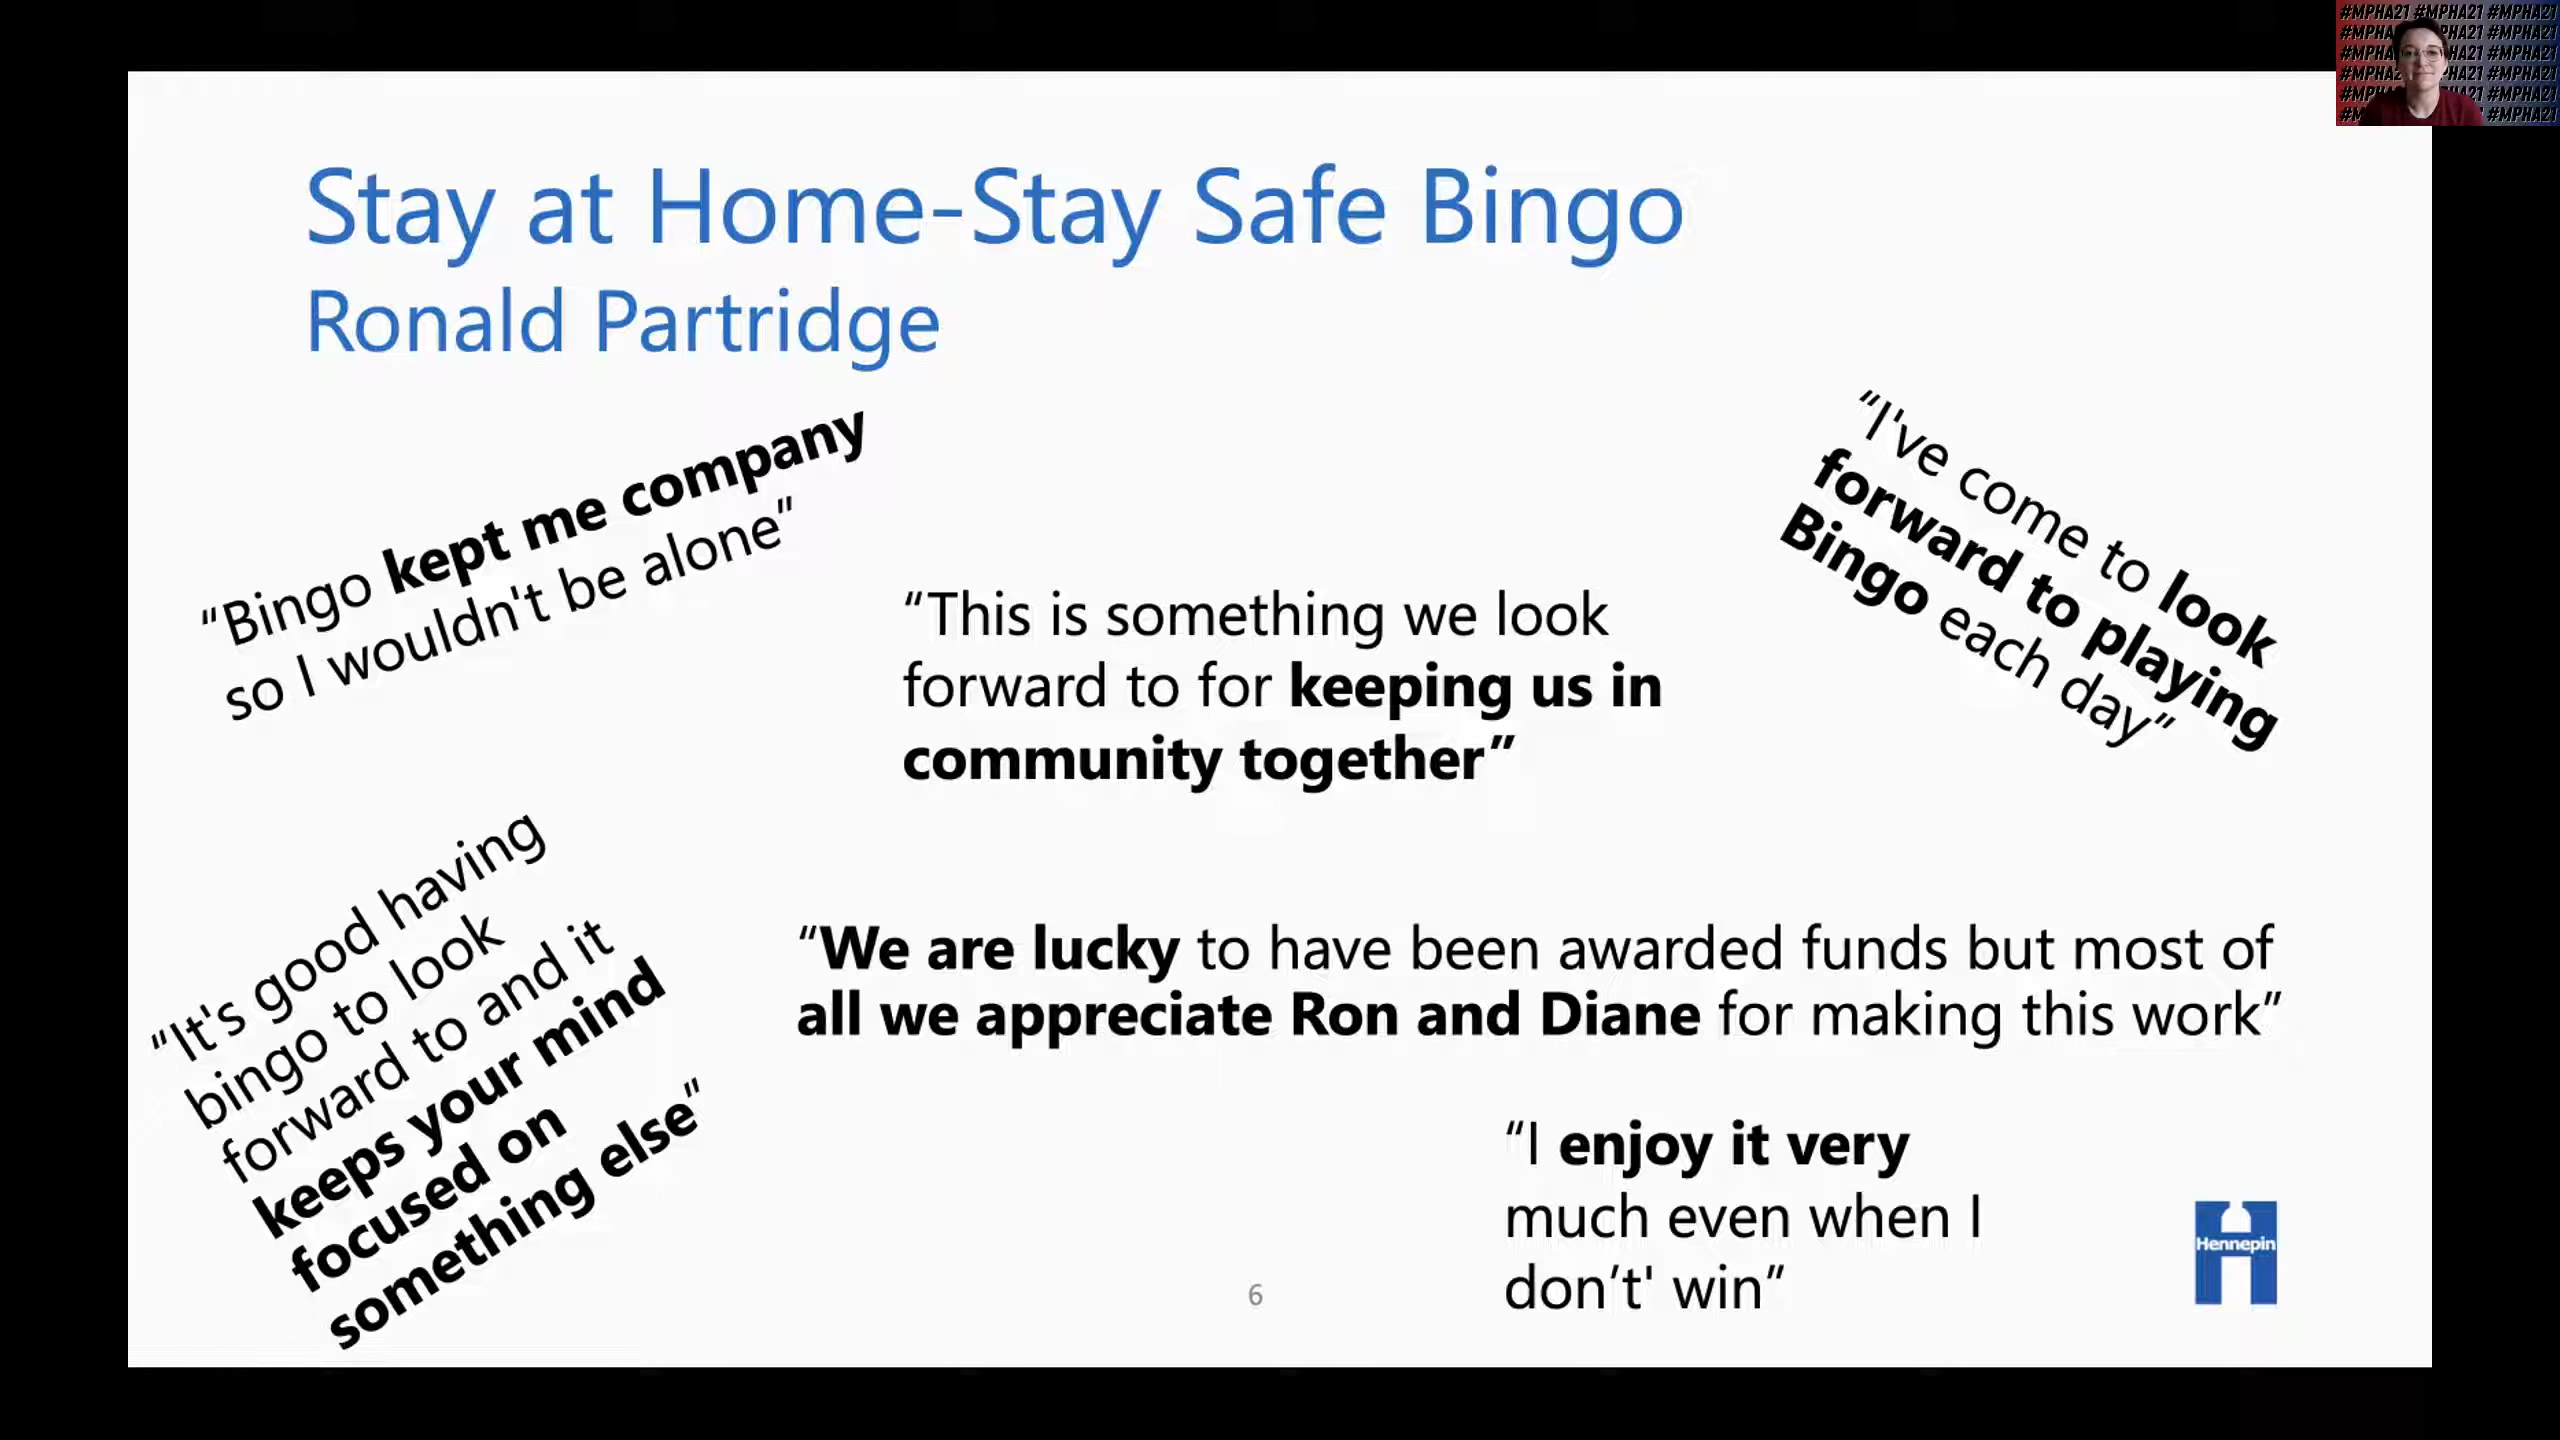 #MPHA21 #MPHA21 #MPHA21
Stay at Home-Stay Safe Bingo
Ronald Partridge
“Bingo kept me company
so I wouldn't be alone”
“I've come to look
forward to playing
Bingo each day”
“This is something we look
forward to for keeping us in
community together”
“It's good having
bingo to look
forward to and it
keeps your mind
focused on
something else”
“We are lucky to have been awarded funds but most of
all we appreciate Ron and Diane for making this work”
“I enjoy it very
much even when I
don’t' win”
Hennepin
6